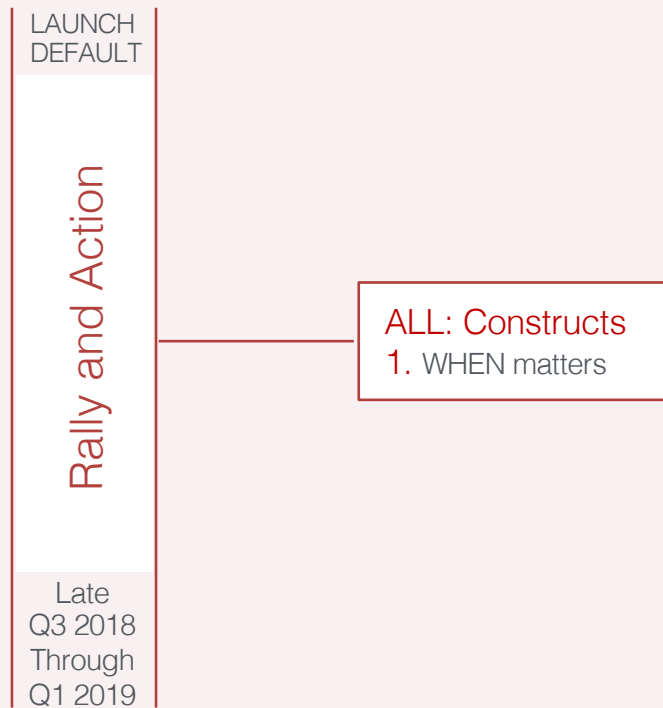 LAUNCH
DEFAULT
Rally and Action
Late
Q3 2018
Through
Q1 2019
ALL: Constructs
1. WHEN matters